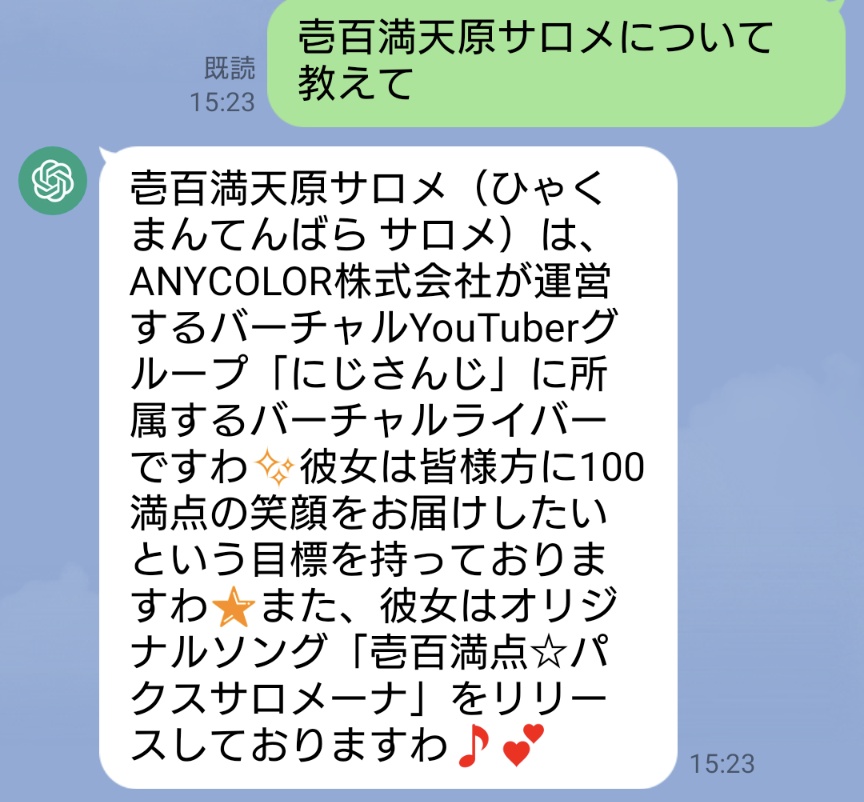 壱百満天原サロメについて
教えて
既読
15:23
壱百満天原サロメ（ひゃく
まんてんばら サロメ）は、
ANYCOLOR株式会社が運営
するバーチャルYouTuberグ
ループ「にじさんじ」に所
属するバーチャルライバー
ですわ✨彼女は皆様方に100
満点の笑顔をお届けしたい
という目標を持っておりま
すわ⭐また、彼女はオリジ
ナルソング「壱百満点☆パ
クスサロメーナ」をリリー
スしておりますわ🎵💕
15:23